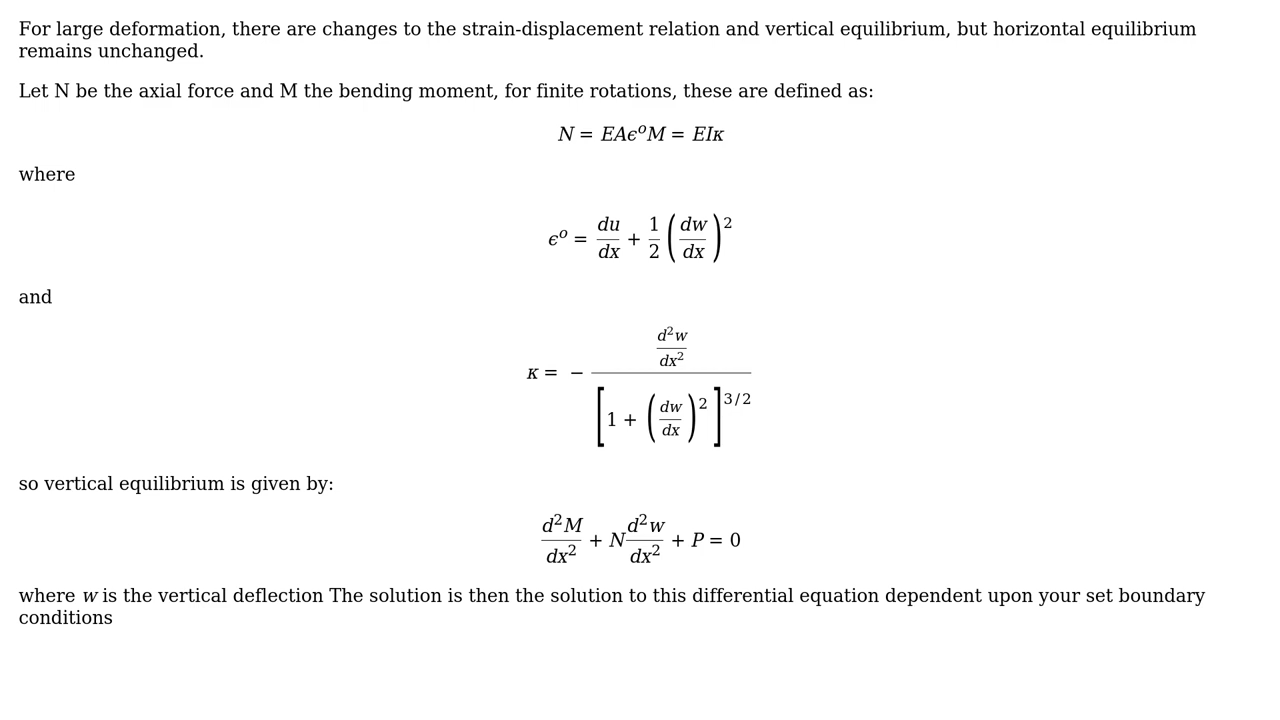 For large deformation, there are changes to the strain-displacement relation and vertical equilibrium, but horizontal equilibrium
remains unchanged.
Let N be the axial force and M the bending moment, for finite rotations, these are defined as:
N = EAϵ^o M = EIκ
where
ϵ^o = du/dx + 1/2 (dw/dx)^2
and
κ = − (d^2w/dx^2) / [1 + (dw/dx)^2]^{3/2}
so vertical equilibrium is given by:
d^2M/dx^2 + N d^2w/dx^2 + P = 0
where w is the vertical deflection The solution is then the solution to this differential equation dependent upon your set boundary
conditions